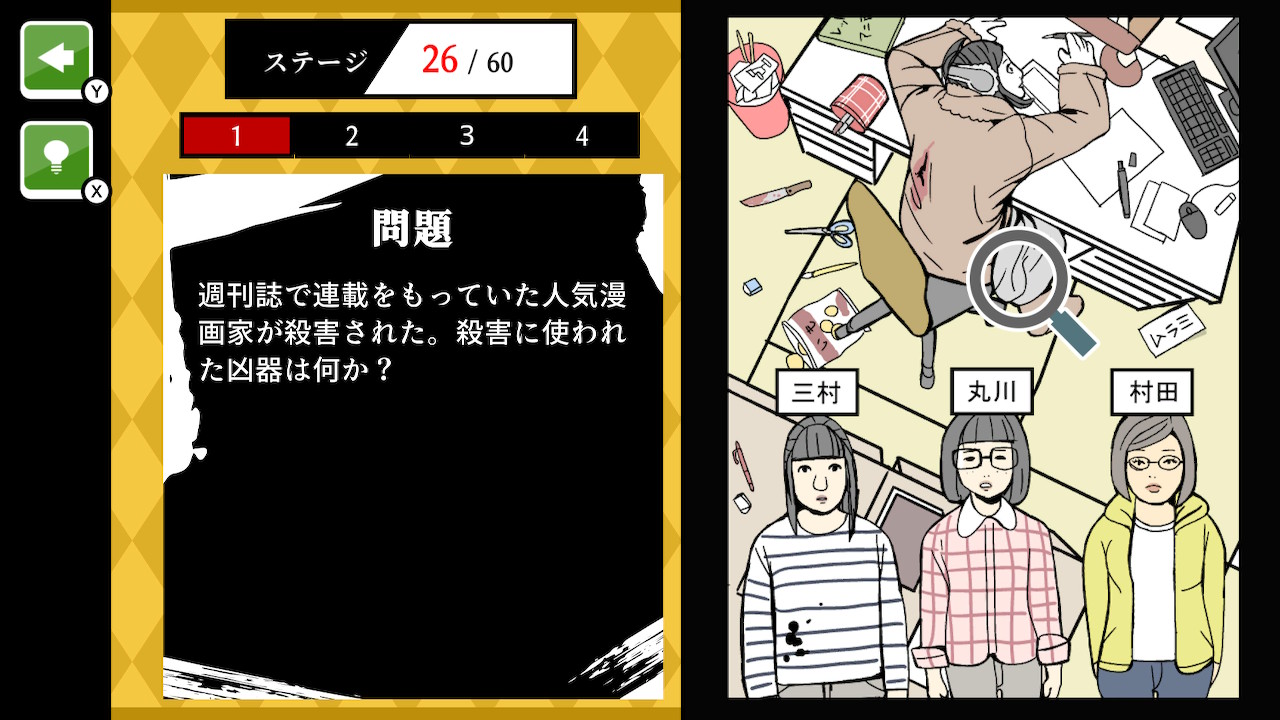 Y
X
ステージ 26 / 60
1 2 3 4
問題
週刊誌で連載をもっていた人気漫
画家が殺害された。殺害に使われ
た凶器は何か？
ムラミ
三村
丸川
村田